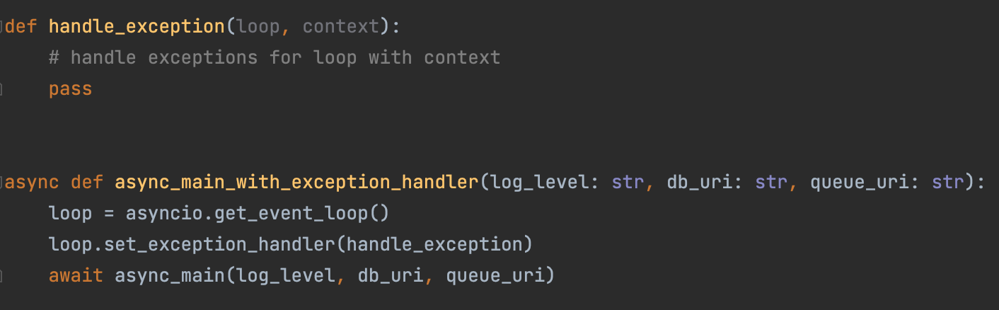 def handle_exception(loop, context):
    # handle exceptions for loop with context
    pass
async def async_main_with_exception_handler(log_level: str, db_uri: str, queue_uri: str):
    loop = asyncio.get_event_loop()
    loop.set_exception_handler(handle_exception)
    await async_main(log_level, db_uri, queue_uri)